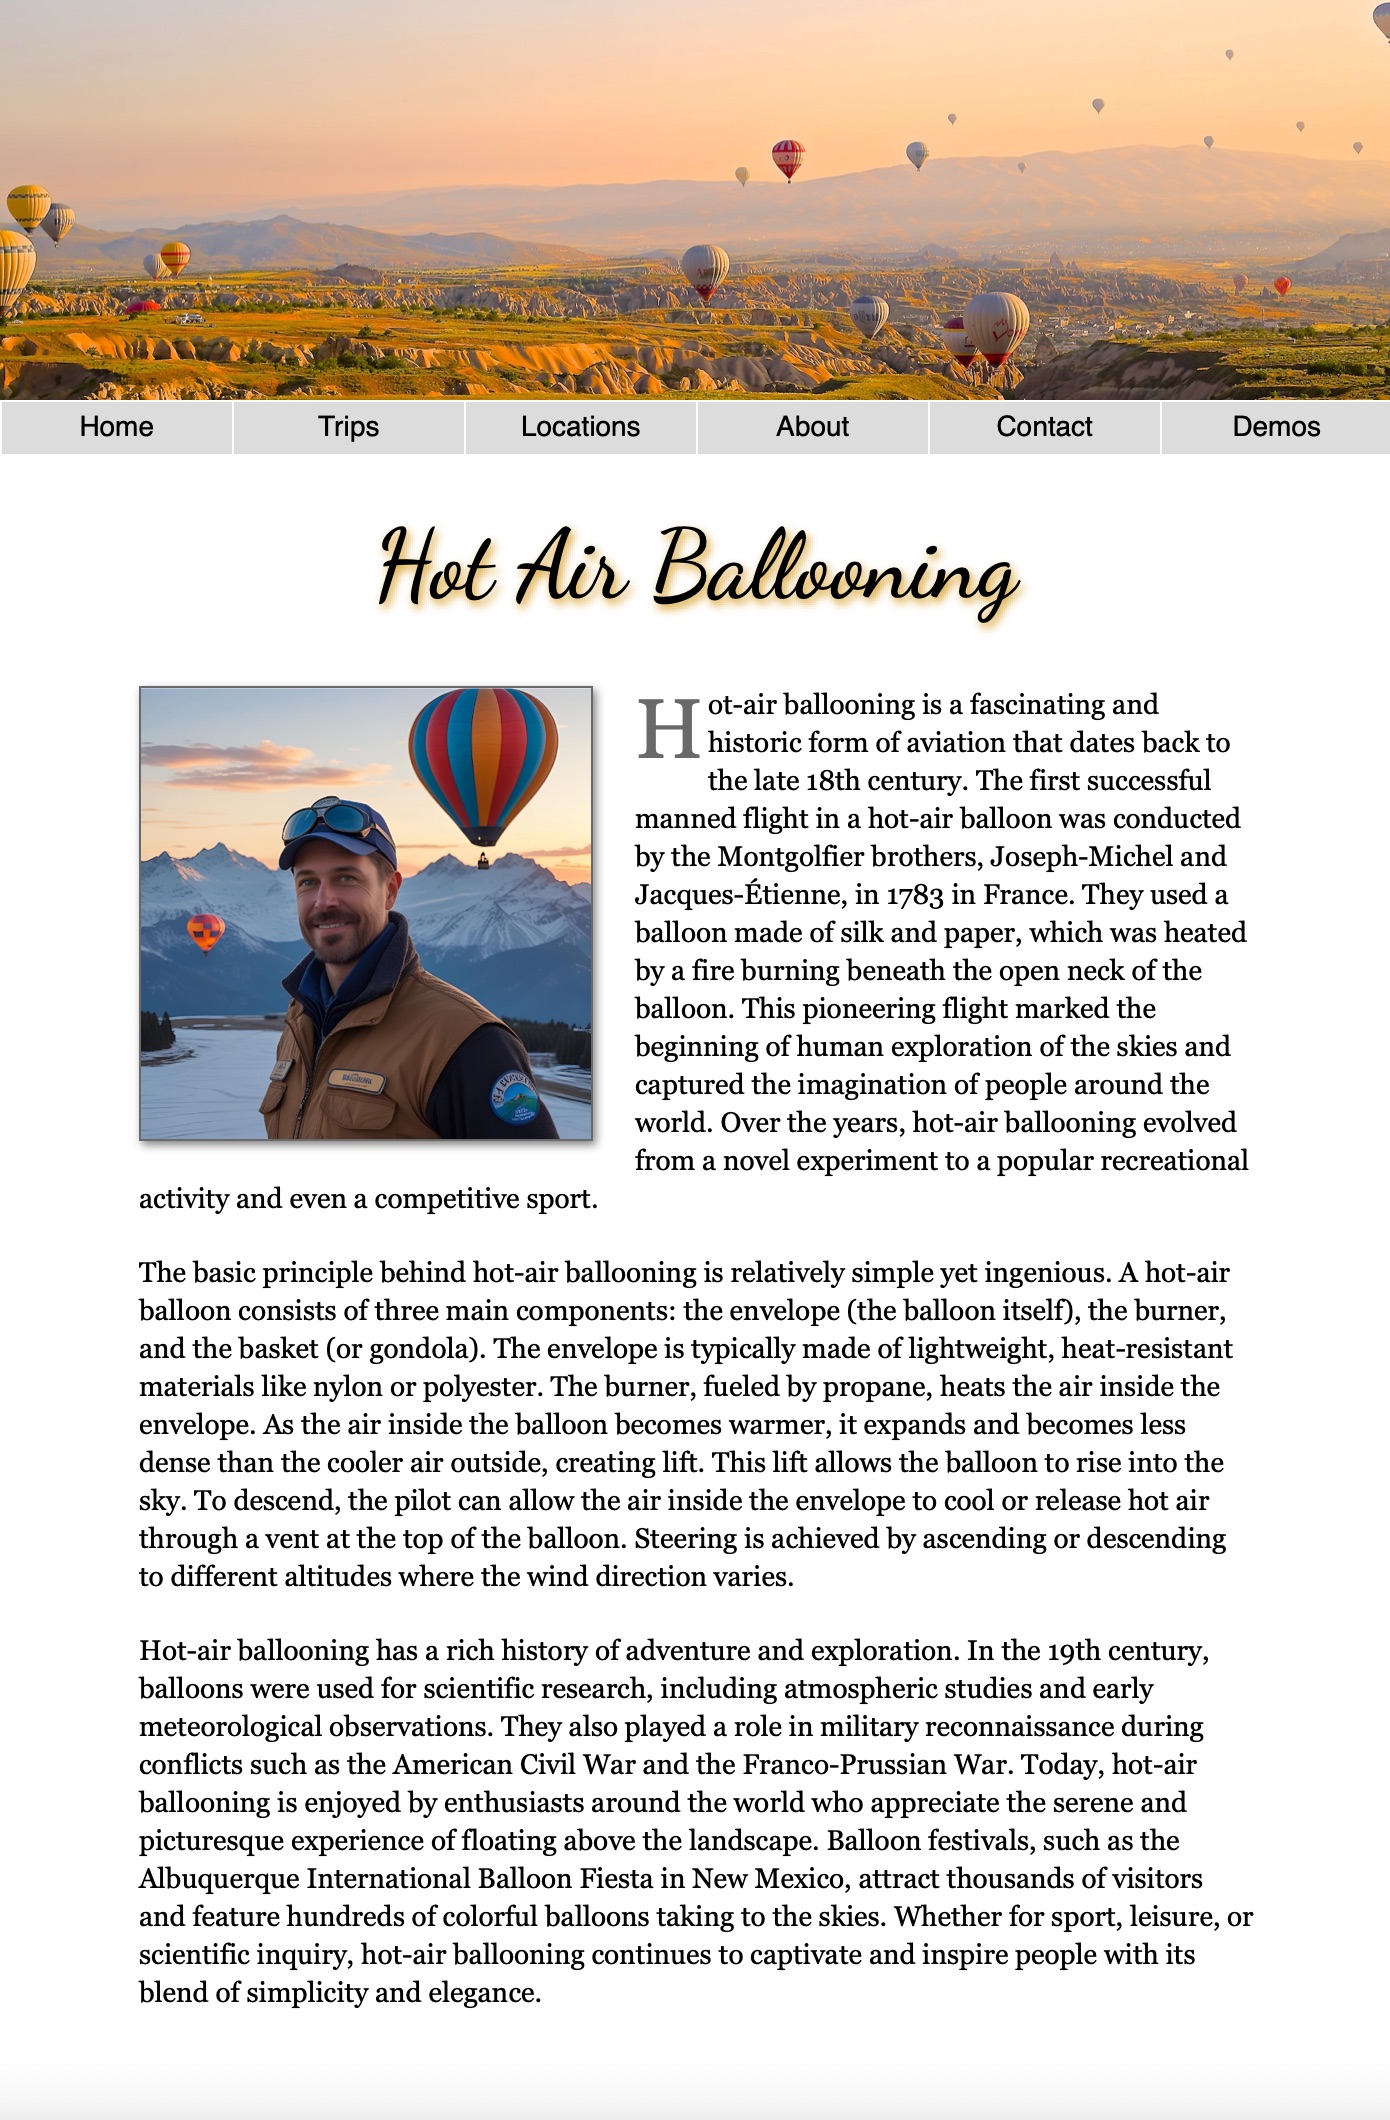 Home
Trips
Locations
About
Contact
Demos
Hot Air Ballooning
Hot-air ballooning is a fascinating and
historic form of aviation that dates back to
the late 18th century. The first successful
manned flight in a hot-air balloon was conducted
by the Montgolfier brothers, Joseph-Michel and
Jacques-Étienne, in 1783 in France. They used a
balloon made of silk and paper, which was heated
by a fire burning beneath the open neck of the
balloon. This pioneering flight marked the
beginning of human exploration of the skies and
captured the imagination of people around the
world. Over the years, hot-air ballooning evolved
from a novel experiment to a popular recreational
activity and even a competitive sport.
The basic principle behind hot-air ballooning is relatively simple yet ingenious. A hot-air
balloon consists of three main components: the envelope (the balloon itself), the burner,
and the basket (or gondola). The envelope is typically made of lightweight, heat-resistant
materials like nylon or polyester. The burner, fueled by propane, heats the air inside the
envelope. As the air inside the balloon becomes warmer, it expands and becomes less
dense than the cooler air outside, creating lift. This lift allows the balloon to rise into the
sky. To descend, the pilot can allow the air inside the envelope to cool or release hot air
through a vent at the top of the balloon. Steering is achieved by ascending or descending
to different altitudes where the wind direction varies.
Hot-air ballooning has a rich history of adventure and exploration. In the 19th century,
balloons were used for scientific research, including atmospheric studies and early
meteorological observations. They also played a role in military reconnaissance during
conflicts such as the American Civil War and the Franco-Prussian War. Today, hot-air
ballooning is enjoyed by enthusiasts around the world who appreciate the serene and
picturesque experience of floating above the landscape. Balloon festivals, such as the
Albuquerque International Balloon Fiesta in New Mexico, attract thousands of visitors
and feature hundreds of colorful balloons taking to the skies. Whether for sport, leisure, or
scientific inquiry, hot-air ballooning continues to captivate and inspire people with its
blend of simplicity and elegance.